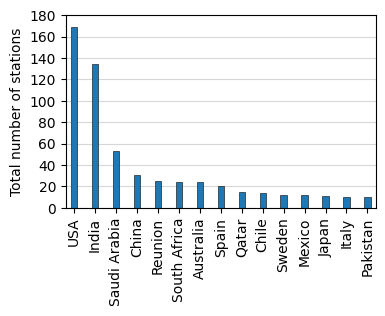 Total number of stations
180
160
140
120
100
80
60
40
20
0
USA
India
Saudi Arabia
China
Reunion
South Africa
Australia
Spain
Qatar
Chile
Sweden
Mexico
Japan
Italy
Pakistan